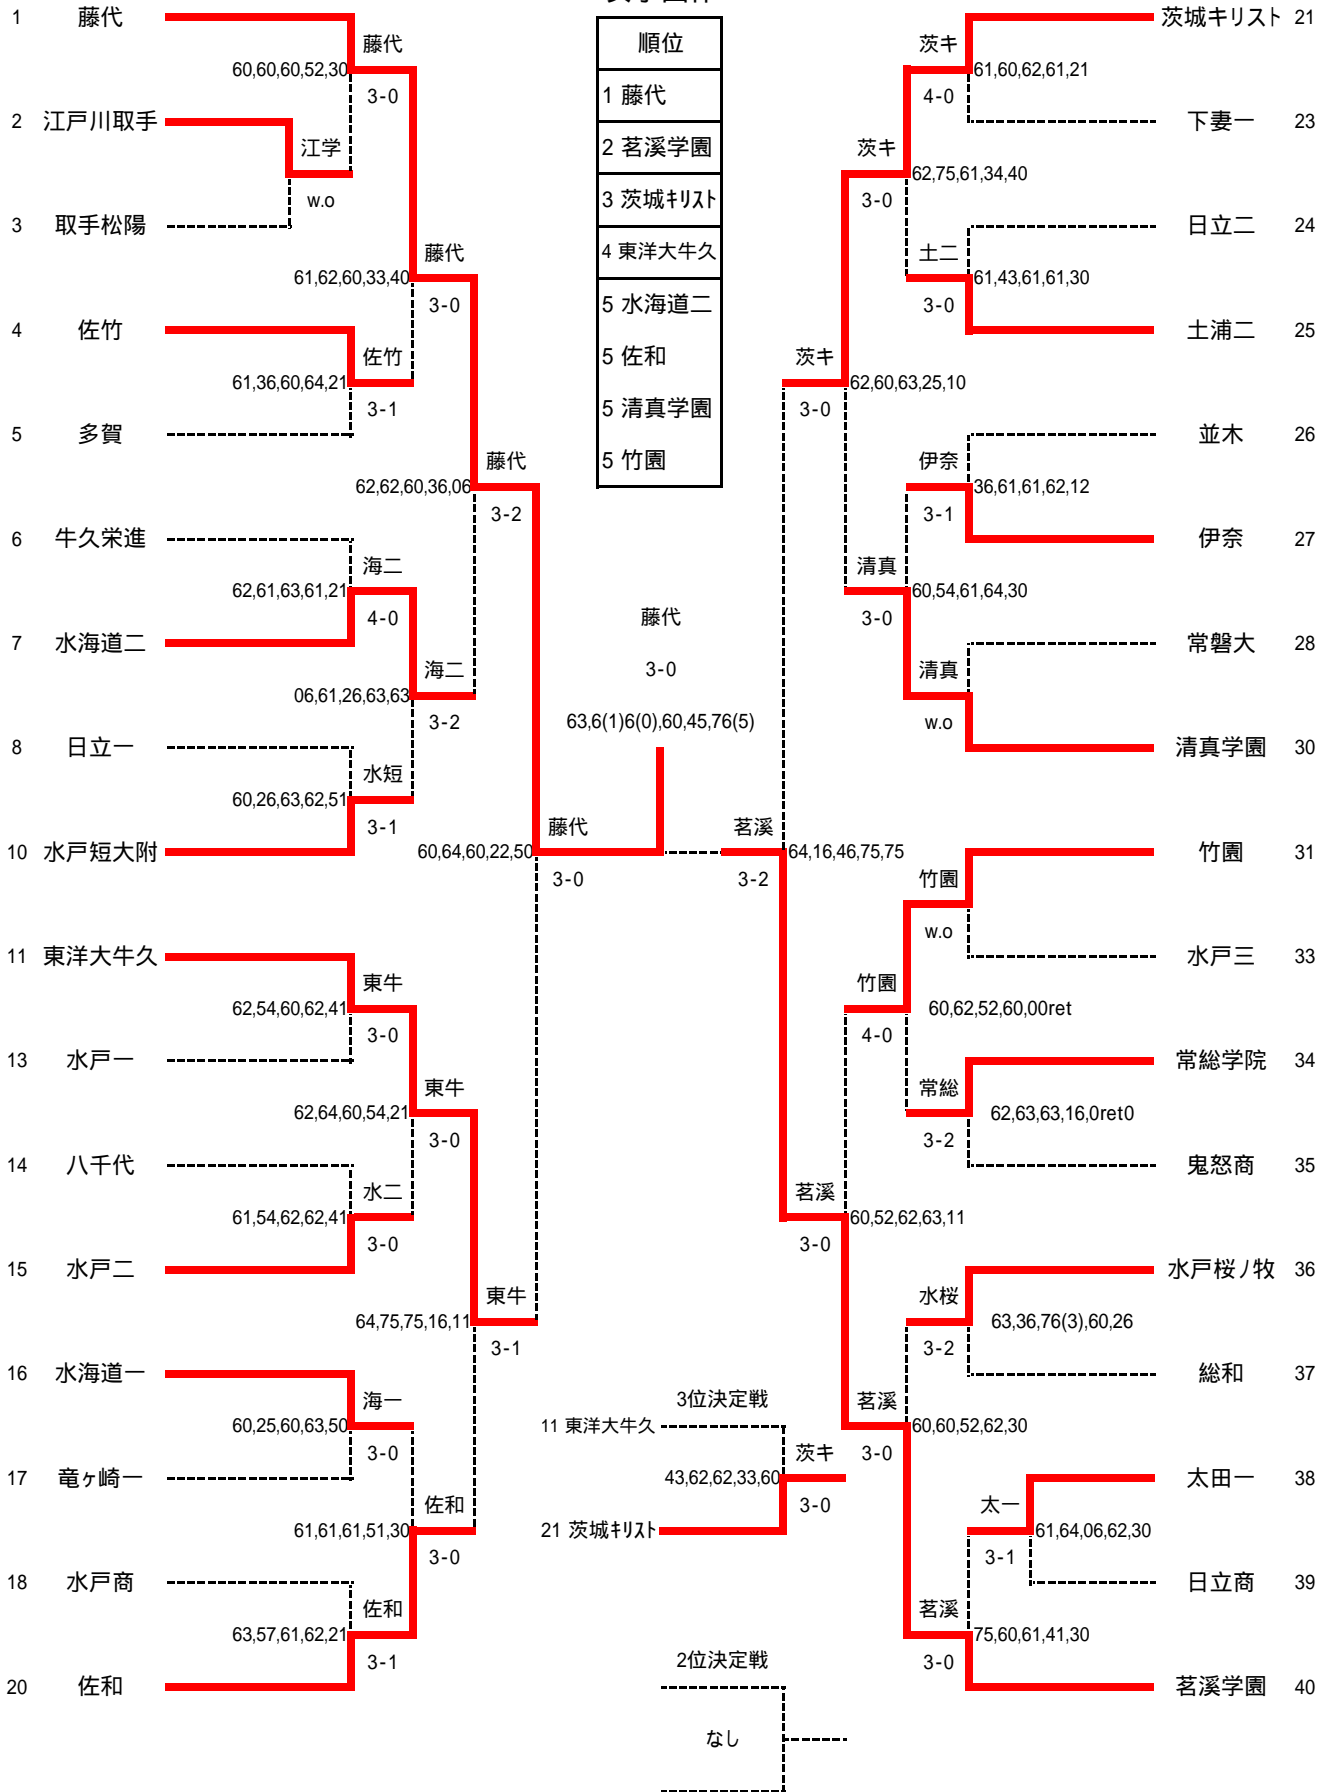 順位
1 藤代
2 茗溪学園
3 茨城キリスト
4 東洋大牛久
5 水海道二
5 佐和
5 清真学園
5 竹園
1 藤代
藤代
60,60,60,52,30
3-0
2 江戸川取手
江学
w.o
3 取手松陽
藤代
61,62,60,33,40
3-0
4 佐竹
佐竹
61,36,60,64,21
3-1
5 多賀
藤代
62,62,60,36,06
3-2
6 牛久栄進
海二
62,61,63,61,21
4-0
7 水海道二
海二
06,61,26,63,63
3-2
8 日立一
水短
60,26,63,62,51
3-1
10 水戸短大附
藤代
60,64,60,22,50
3-0
11 東洋大牛久
東牛
62,54,60,62,41
3-0
13 水戸一
東牛
62,64,60,54,21
3-0
14 八千代
水二
61,54,62,62,41
3-0
15 水戸二
東牛
64,75,75,16,11
3-1
16 水海道一
海一
60,25,60,63,50
3-0
17 竜ヶ崎一
佐和
61,61,61,51,30
3-0
18 水戸商
佐和
63,57,61,62,21
3-1
20 佐和
藤代
3-0
63,6(1)6(0),60,45,76(5)
茨城キリスト 21
茨キ
61,60,62,61,21
4-0
下妻一 23
茨キ
62,75,61,34,40
3-0
日立二 24
土二
61,43,61,61,30
3-0
土浦二 25
茨キ
62,60,63,25,10
3-0
並木 26
伊奈
36,61,61,62,12
3-1
伊奈 27
清真
60,54,61,64,30
3-0
常磐大 28
清真
w.o
清真学園 30
茗溪
64,16,46,75,75
3-2
竹園 31
竹園
w.o
水戸三 33
竹園
60,62,52,60,00ret
4-0
常総学院 34
常総
62,63,63,16,0ret0
3-2
鬼怒商 35
茗溪
60,52,62,63,11
3-0
水戸桜ノ牧 36
水桜
63,36,76(3),60,26
3-2
総和 37
茗溪
60,60,52,62,30
3-0
太田一 38
太一
61,64,06,62,30
3-1
日立商 39
茗溪
75,60,61,41,30
3-0
茗溪学園 40
3位決定戦
11 東洋大牛久
茨キ
43,62,62,33,60
3-0
21 茨城キリスト
2位決定戦
なし